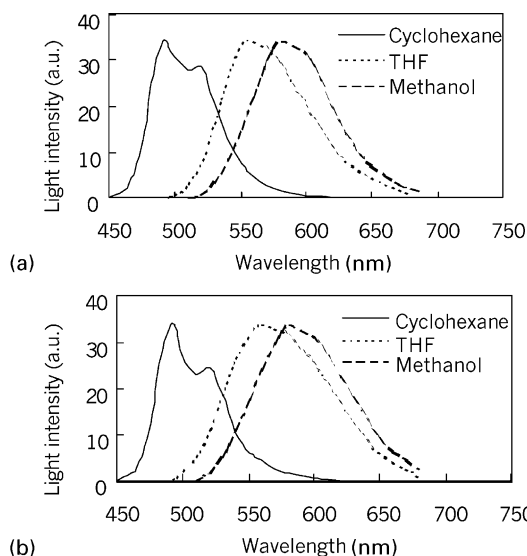 40
30
20
10
0
Light intensity (a.u.)
Cyclohexane
THF
Methanol
450 500 550 600 650 700 750
Wavelength (nm)
(a)
40
30
20
10
0
Light intensity (a.u.)
Cyclohexane
THF
Methanol
450 500 550 600 650 700 750
Wavelength (nm)
(b)